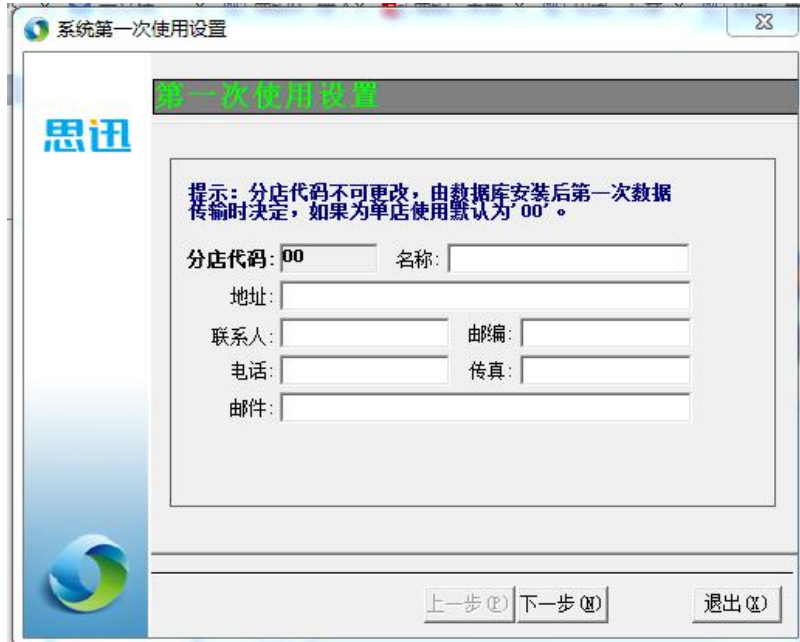 系统第一次使用设置
第一次使用设置
思迅
提示：分店代码不可更改，由数据库安装后第一次数据
传输时决定，如果为单店使用默认为'00'。
分店代码: 00 名称:
地址:
联系人: 邮编:
电话: 传真:
邮件:
上一步(P) 下一步(N) 退出(X)